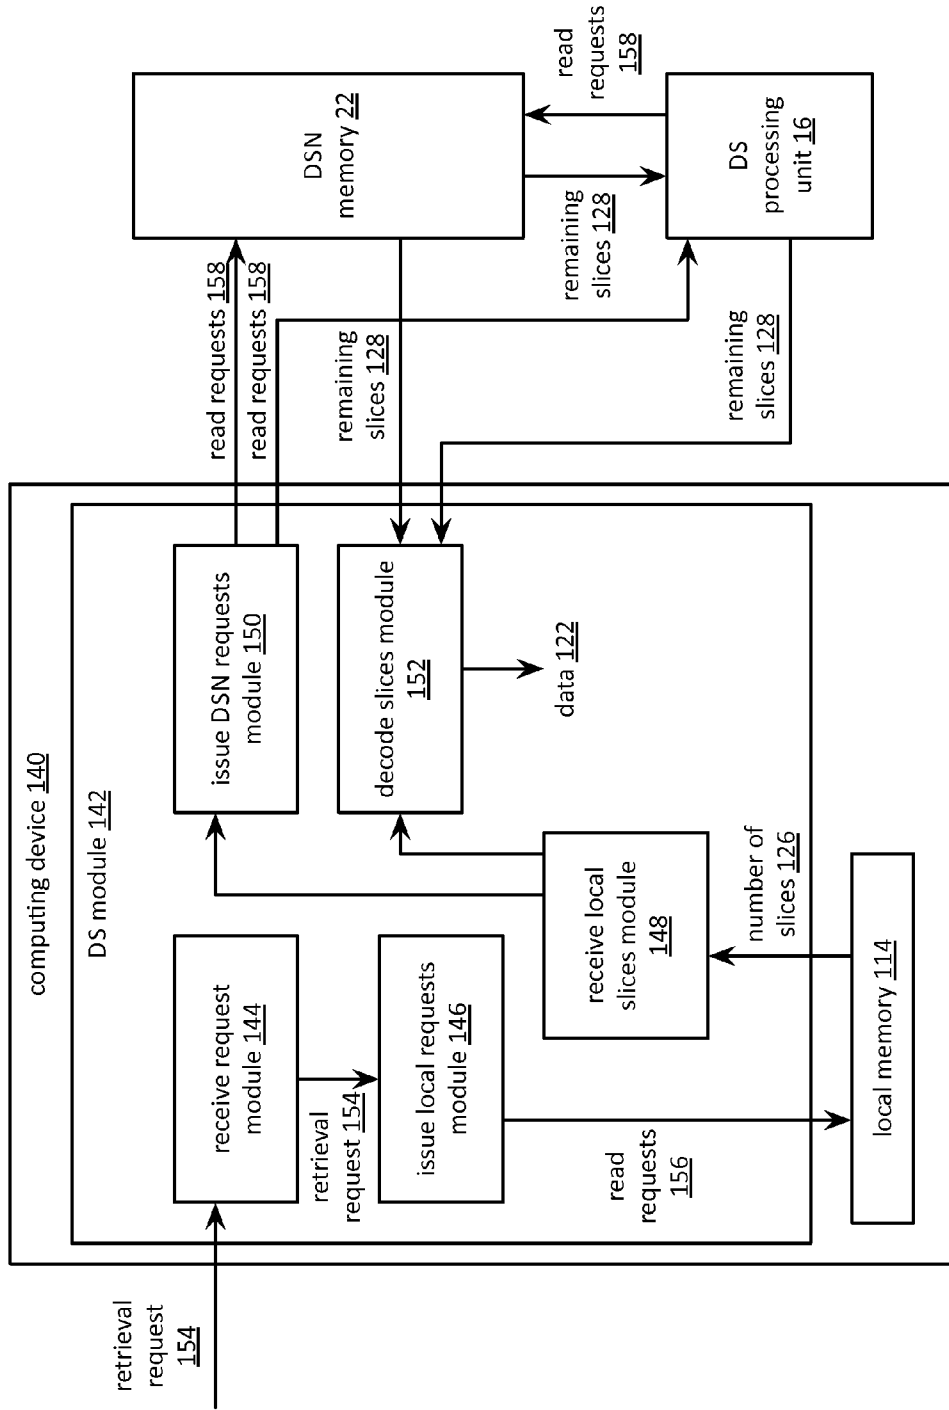 computing device 140
DS module 142
retrieval
request
154
receive request
module 144
retrieval
request 154
issue local requests
module 146
read
requests
156
local memory 114
number of
slices 126
receive local
slices module
148
issue DSN requests
module 150
decode slices module
152
data 122
read requests 158
read requests 158
remaining
slices 128
remaining
slices 128
DSN
memory 22
remaining
slices 128
read
requests
158
DS
processing
unit 16